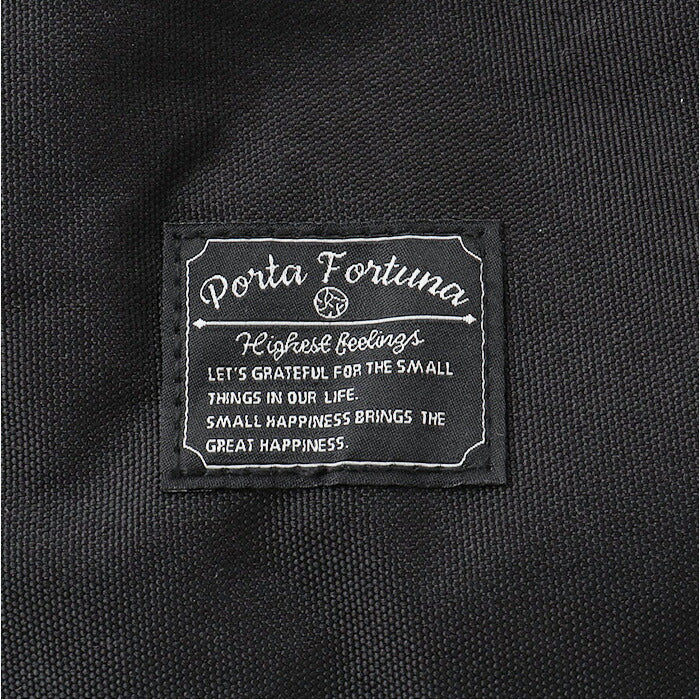 Porta Fortuna
Highest feelings
LET'S GRATEFUL FOR THE SMALL
THINGS IN OUR LIFE.
SMALL HAPPINESS BRINGS THE
GREAT HAPPINESS.